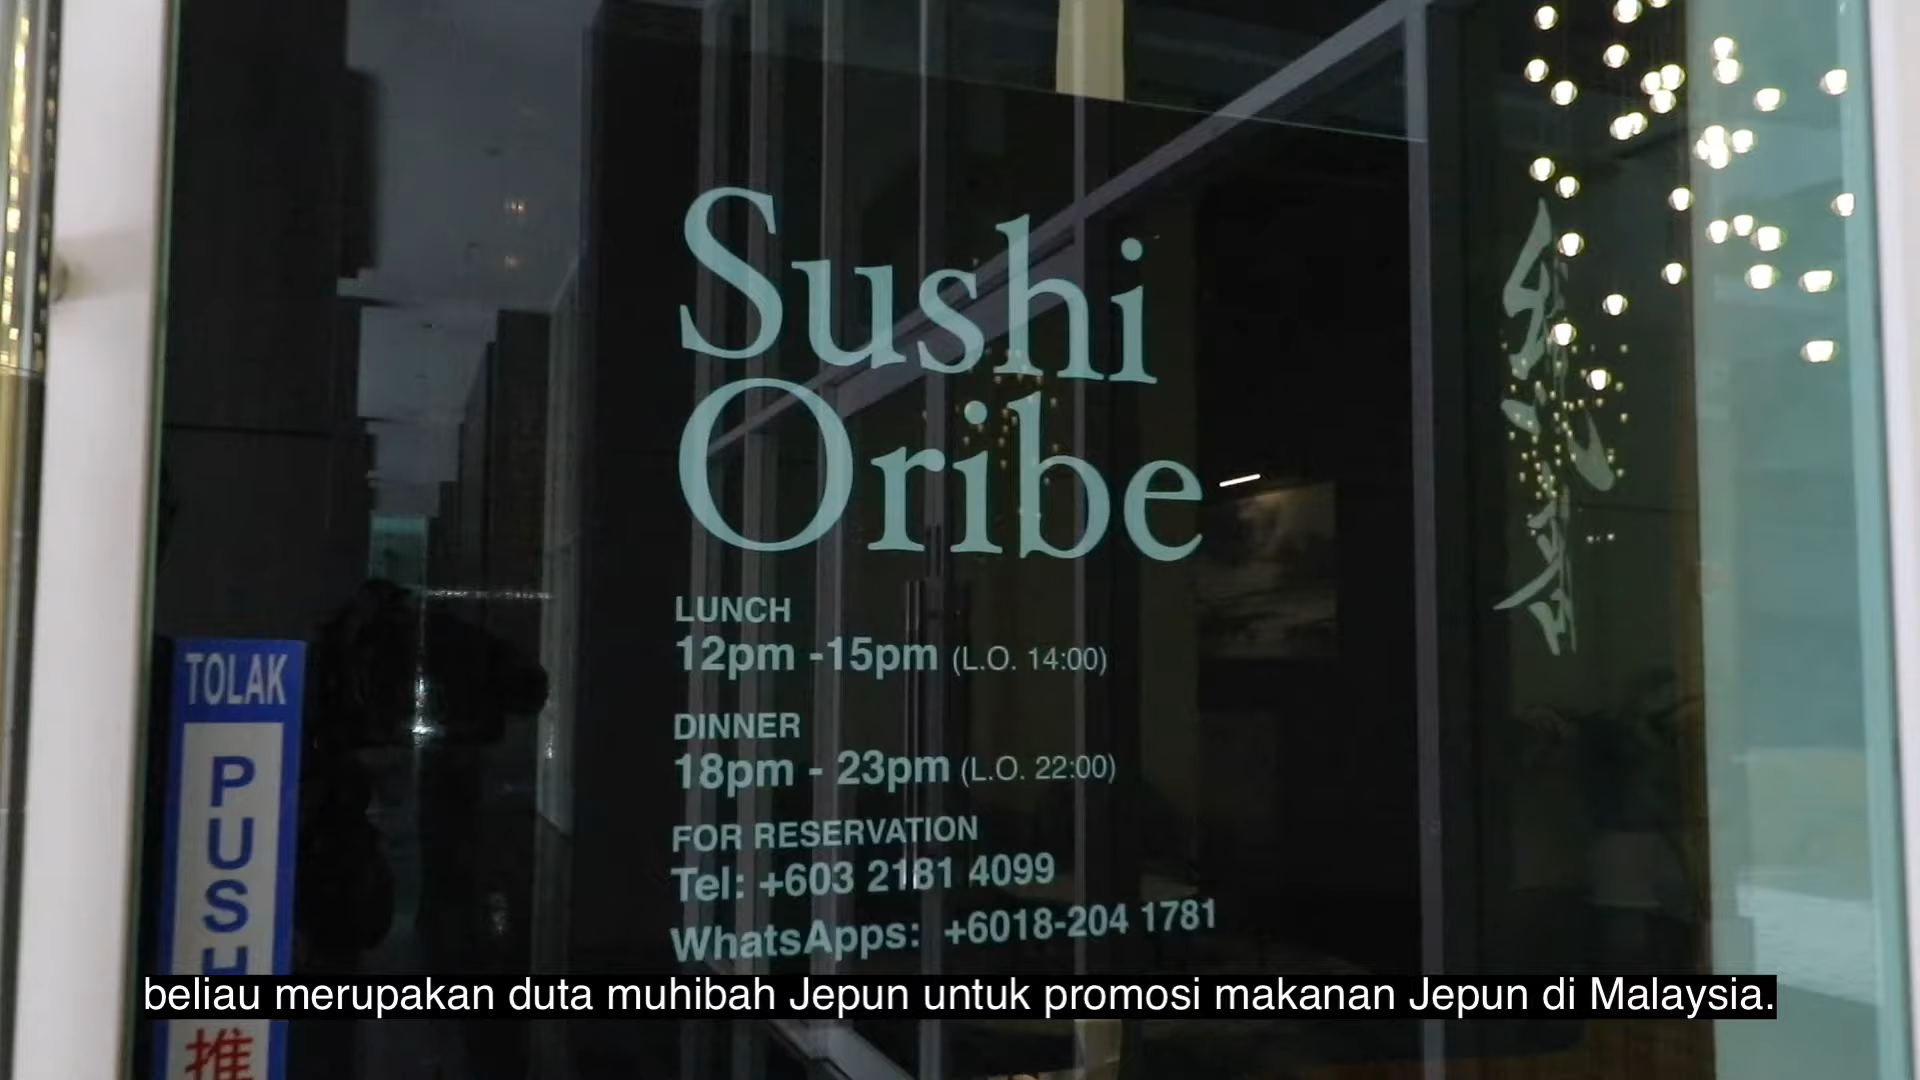 Sushi
Oribe
LUNCH
12pm -15pm (L.O. 14:00)
DINNER
18pm - 23pm (L.O. 22:00)
FOR RESERVATION
Tel: +603 2181 4099
WhatsApps: +6018-204 1781
TOLAK
PUSH
推
beliau merupakan duta muhibah Jepun untuk promosi makanan Jepun di Malaysia.